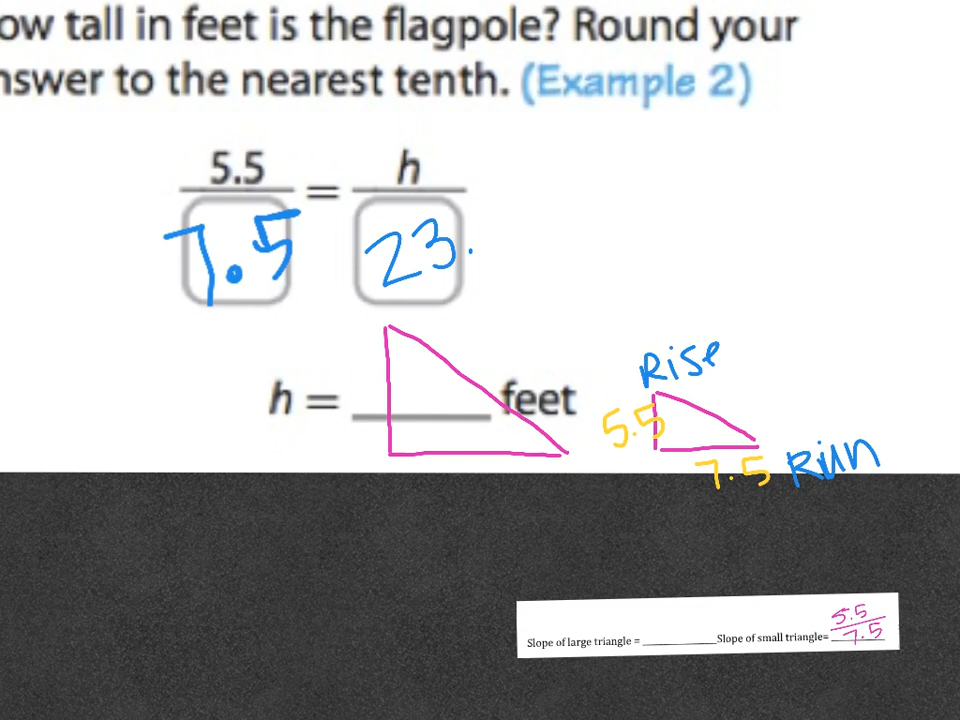 ow tall in feet is the flagpole? Round your
nswer to the nearest tenth. (Example 2)
5.5 = h
7.5 23.
h = ______ feet
Rise
5.5
7.5 Run
Slope of large triangle = ____________ Slope of small triangle= 5.5
7.5